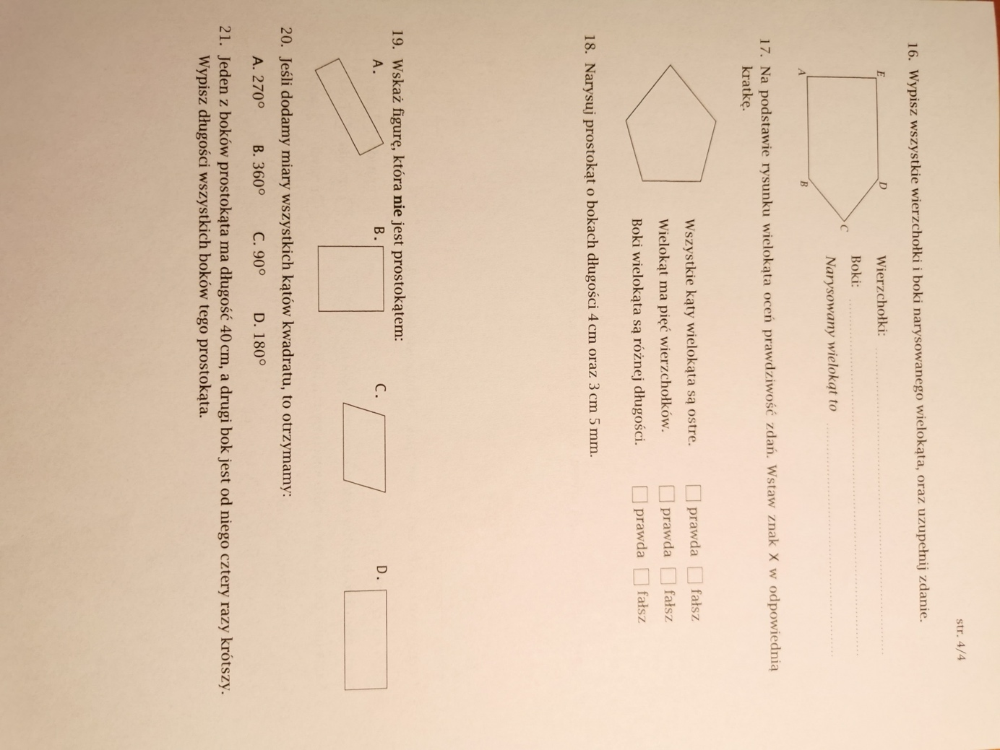 str. 4/4
16. Wypisz wszystkie wierzchołki i boki narysowanego wielokąta, oraz uzupełnij zdanie.
E
D
C
A
B
Wierzchołki: ........................................
Boki: ........................................
Narysowany wielokąt to ........................................
17. Na podstawie rysunku wielokąta oceń prawdziwość zdań. Wstaw znak X w odpowiednią
kratkę.
Wszystkie kąty wielokąta są ostre. □ prawda □ fałsz
Wielokąt ma pięć wierzchołków. □ prawda □ fałsz
Boki wielokąta są różnej długości. □ prawda □ fałsz
18. Narysuj prostokąt o bokach długości 4 cm oraz 3 cm 5 mm.
19. Wskaż figurę, która nie jest prostokątem:
A. B. C. D.
20. Jeśli dodamy miary wszystkich kątów kwadratu, to otrzymamy:
A. 270° B. 360° C. 90° D. 180°
21. Jeden z boków prostokąta ma długość 40 cm, a drugi bok jest od niego cztery razy krótszy.
Wypisz długości wszystkich boków tego prostokąta.